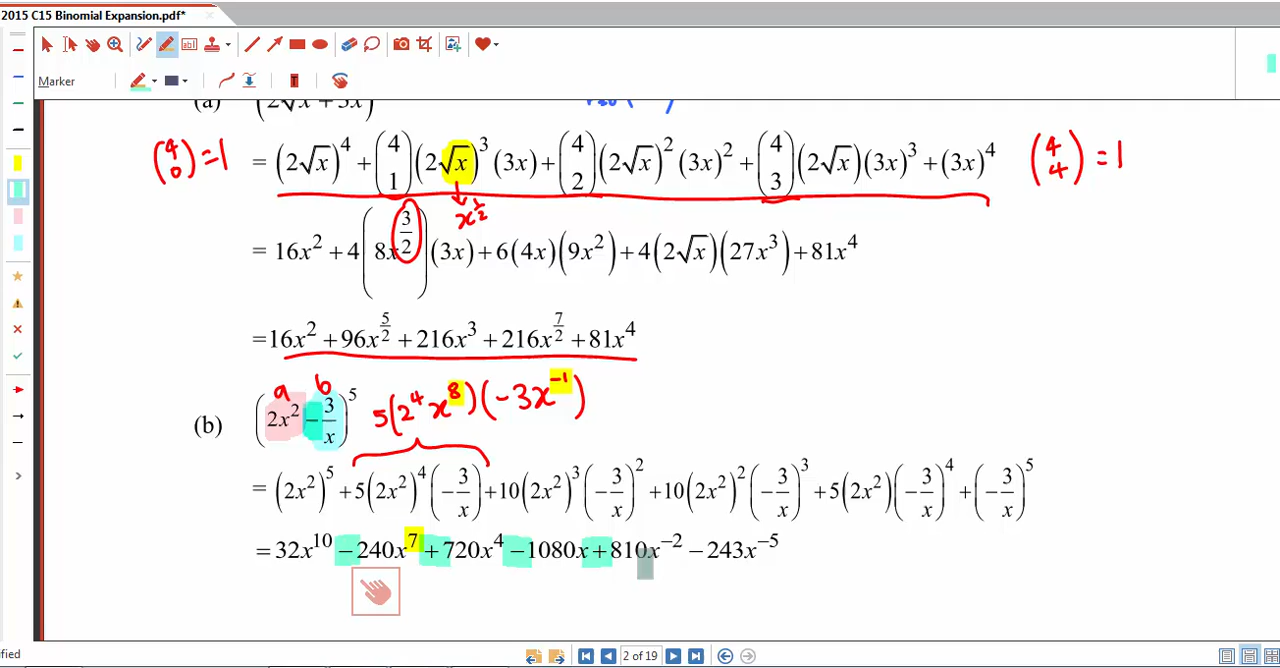 2015 C15 Binomial Expansion.pdf*
Marker
(a) (2√x + 3x)
(4 0) = 1
= (2√x)^4 + (4 1)(2√x)^3 (3x) + (4 2)(2√x)^2 (3x)^2 + (4 3)(2√x)(3x)^3 + (3x)^4
(4 4) = 1
x^1/2
= 16x^2 + 4(8x^3/2)(3x) + 6(4x)(9x^2) + 4(2√x)(27x^3) + 81x^4
= 16x^2 + 96x^5/2 + 216x^3 + 216x^7/2 + 81x^4
a b
(b) (2x^2 − 3/x)^5 5(2^4 x^8)(−3x^−1)
= (2x^2)^5 + 5(2x^2)^4 (−3/x) + 10(2x^2)^3 (−3/x)^2 + 10(2x^2)^2 (−3/x)^3 + 5(2x^2)(−3/x)^4 + (−3/x)^5
= 32x^10 − 240x^7 + 720x^4 − 1080x + 810x^−2 − 243x^−5
ified
2 of 19